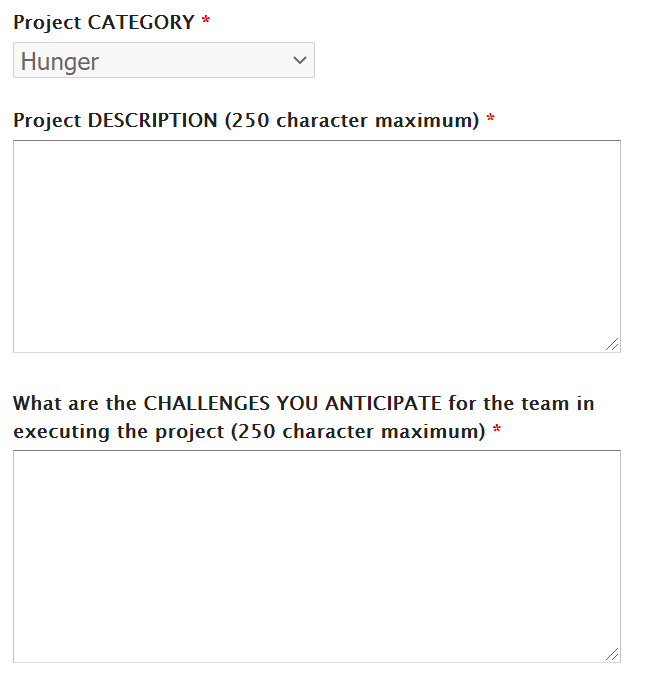 Project CATEGORY *
Hunger
Project DESCRIPTION (250 character maximum) *
What are the CHALLENGES YOU ANTICIPATE for the team in
executing the project (250 character maximum) *